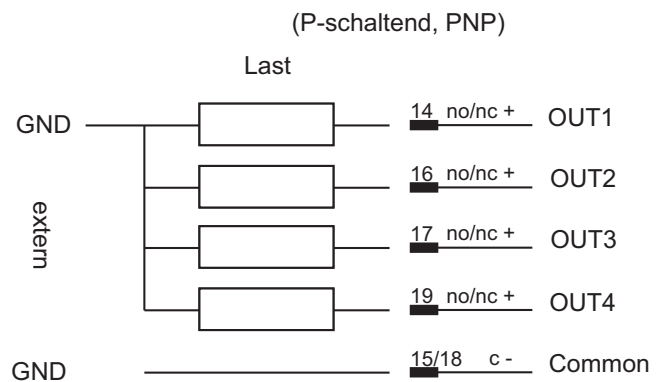 (P-schaltend, PNP)
Last
GND 14 no/nc + OUT1
16 no/nc + OUT2
extern
17 no/nc + OUT3
19 no/nc + OUT4
GND 15/18 c - Common